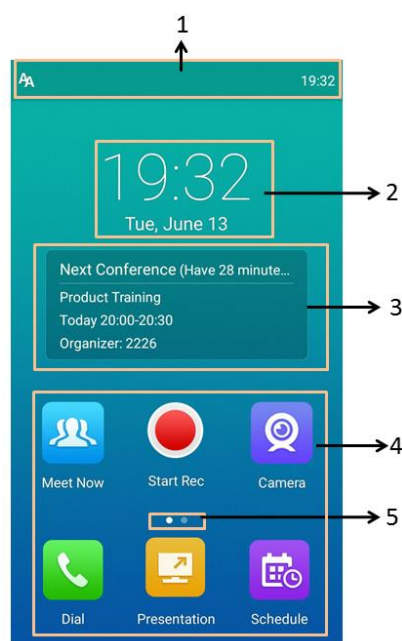 1
AA 19:32
19:32 2
Tue, June 13
Next Conference (Have 28 minute...
Product Training
3
Today 20:00-20:30
Organizer: 2226
4
Meet Now Start Rec Camera
5
Dial Presentation Schedule